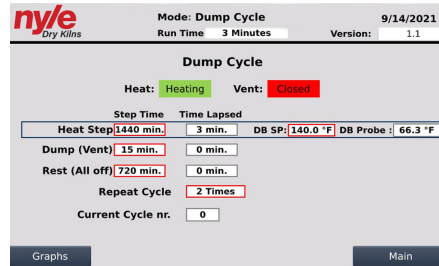 nyle
Dry Kilns
Mode: Dump Cycle
9/14/2021
Run Time 3 Minutes Version: 1.1
Dump Cycle
Heat: Heating Vent: Closed
Step Time Time Lapsed
Heat Step 1440 min. 3 min. DB SP: 140.0 °F DB Probe : 66.3 °F
Dump (Vent) 15 min. 0 min.
Rest (All off) 720 min. 0 min.
Repeat Cycle 2 Times
Current Cycle nr. 0
Graphs Main